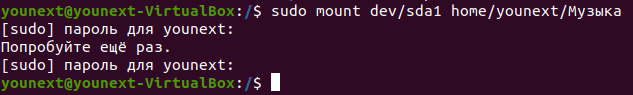 younext@younext-VirtualBox:/$ sudo mount dev/sda1 home/younext/Музыка
[sudo] пароль для younext:
Попробуйте ещё раз.
[sudo] пароль для younext:
younext@younext-VirtualBox:/$